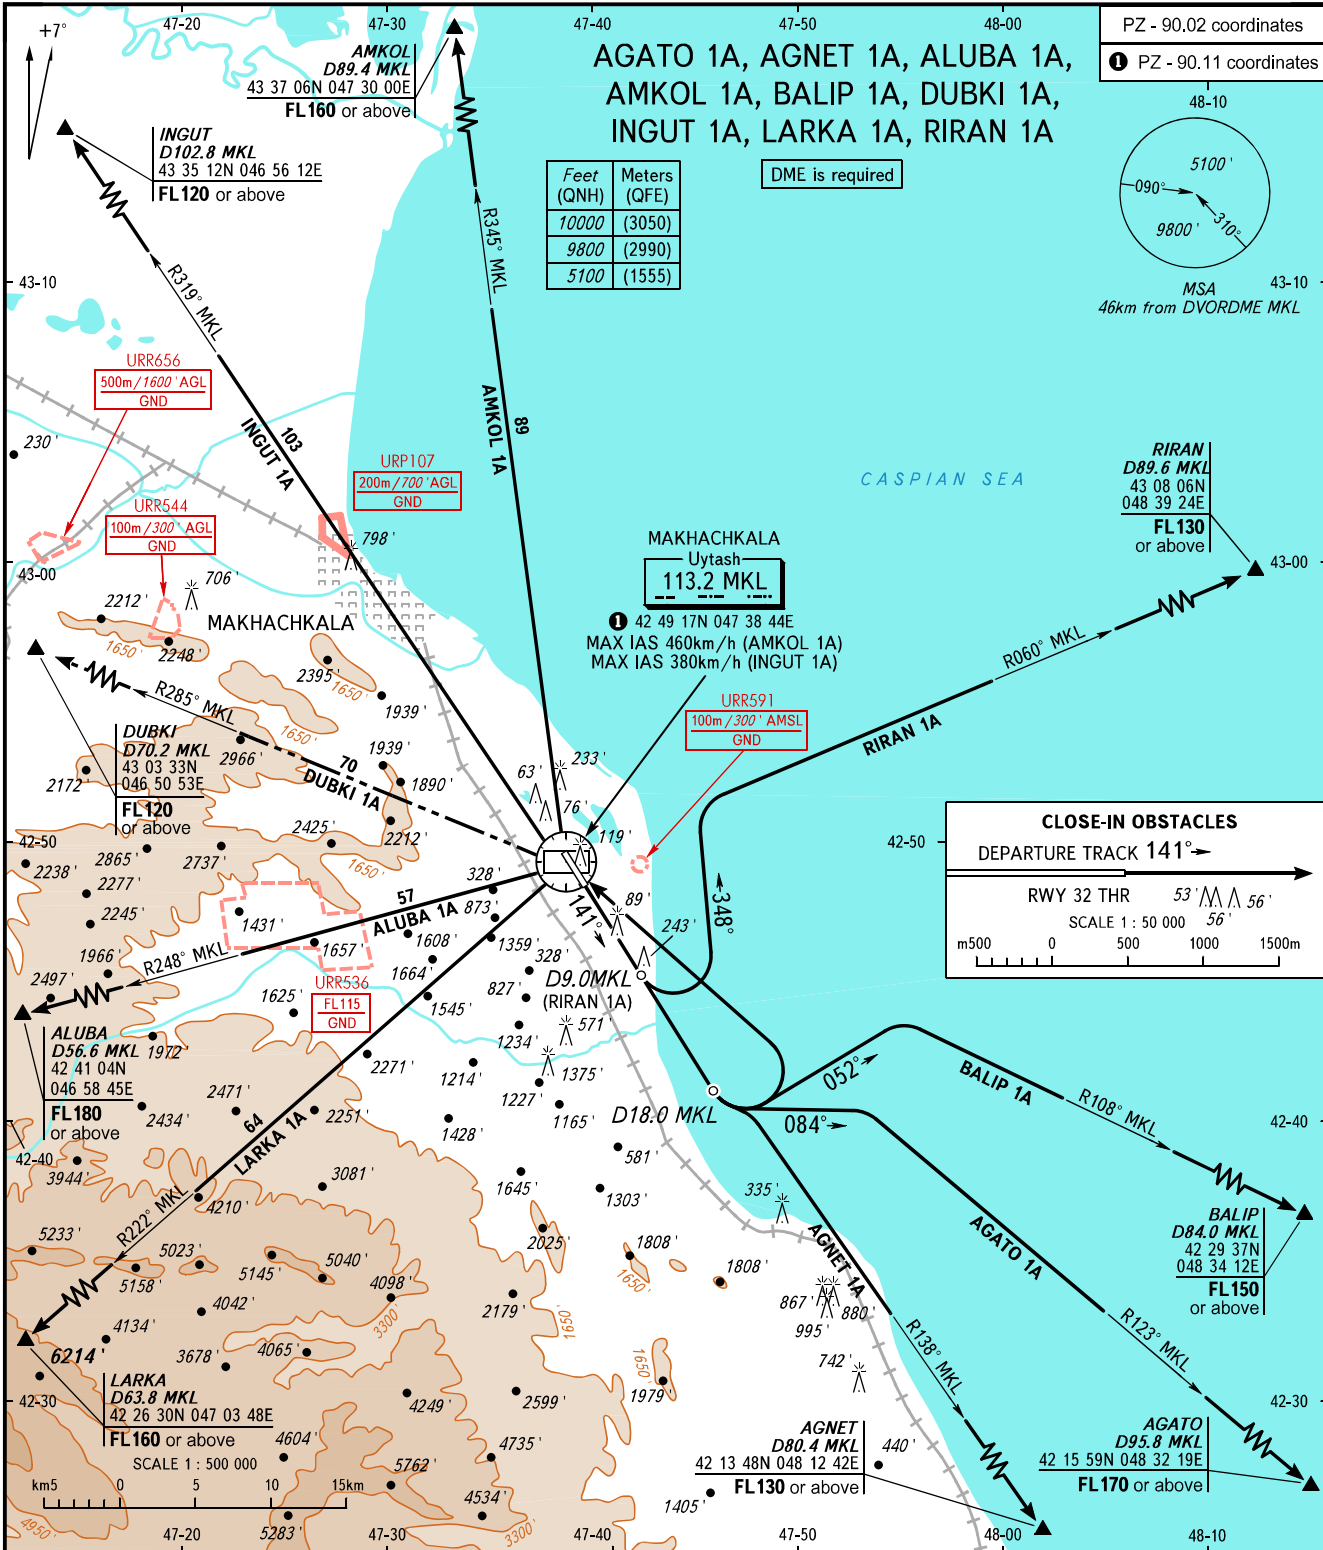 47-20
47-30
47-40
47-50
48-00
PZ - 90.02 coordinates
❶ PZ - 90.11 coordinates
48-10
+7°
AMKOL
D89.4 MKL
43 37 06N 047 30 00E
FL160 or above
AGATO 1A, AGNET 1A, ALUBA 1A,
AMKOL 1A, BALIP 1A, DUBKI 1A,
INGUT 1A, LARKA 1A, RIRAN 1A
INGUT
D102.8 MKL
43 35 12N 046 56 12E
FL120 or above
Feet (QNH) Meters (QFE)
10000 (3050)
9800 (2990)
5100 (1555)
DME is required
5100 '
090°
310°
9800 '
MSA
46km from DVORDME MKL
43-10
43-10
R319° MKL
R345° MKL
URR656
500m/1600 ' AGL
GND
103
INGUT 1A
89
AMKOL 1A
230 '
URP107
200m/700 ' AGL
GND
CASPIAN SEA
RIRAN
D89.6 MKL
43 08 06N
048 39 24E
FL130
or above
URR544
100m/300 ' AGL
GND
798 '
MAKHACHKALA
Uytash
113.2 MKL
❶ 42 49 17N 047 38 44E
MAX IAS 460km/h (AMKOL 1A)
MAX IAS 380km/h (INGUT 1A)
43-00
43-00
706 '
2212 '
MAKHACHKALA
1650 '
2248 '
2395 '
1650 '
1939 '
R060° MKL
R285° MKL
URR591
100m/300 ' AMSL
GND
RIRAN 1A
DUBKI
D70.2 MKL
43 03 33N
046 50 53E
FL120
or above
1650 '
2966 '
2172 '
70
DUBKI 1A
1939 '
1890 '
63 '
233 '
76 '
119 '
2425 '
2212 '
2865 '
2737 '
2238 '
1650 '
42-50
42-50
CLOSE-IN OBSTACLES
DEPARTURE TRACK 141°
RWY 32 THR
53 '
56 '
56 '
SCALE 1 : 50 000
m500 0 500 1000 1500m
2277 '
2245 '
1431 '
57
ALUBA 1A
328 '
873 '
141°
89 '
348°
243 '
1657 '
R248° MKL
1608 '
1359 '
1664 '
328 '
1966 '
2497 '
D9.0MKL
(RIRAN 1A)
URR536
FL115
GND
1625 '
1545 '
827 '
571 '
1234 '
ALUBA
D56.6 MKL
42 41 04N
046 58 45E
FL180
or above
1972 '
2271 '
1214 '
1375 '
1227 '
1165 '
2471 '
2434 '
2251 '
1428 '
64
LARKA 1A
D18.0 MKL
052°
084°
BALIP 1A
R108° MKL
42-40
42-40
3944 '
581 '
3081 '
1645 '
1303 '
4210 '
R222° MKL
335 '
AGNET 1A
AGATO 1A
BALIP
D84.0 MKL
42 29 37N
048 34 12E
FL150
or above
5233 '
5023 '
5158 '
5145 '
5040 '
2025 '
1808 '
1650 '
1808 '
4098 '
4042 '
3300 '
2179 '
1650 '
867 '
880 '
995 '
R138° MKL
R123° MKL
4134 '
6214 '
3678 '
4065 '
742 '
1650 '
1979 '
LARKA
D63.8 MKL
42 26 30N 047 03 48E
FL160 or above
4249 '
2599 '
42-30
42-30
AGNET
D80.4 MKL
42 13 48N 048 12 42E
FL130 or above
440 '
AGATO
D95.8 MKL
42 15 59N 048 32 19E
FL170 or above
4604 '
4735 '
SCALE 1 : 500 000
km5 0 5 10 15km
5762 '
1405 '
4534 '
4950 '
5283 '
3300 '
47-20
47-30
47-40
47-50
48-00
48-10